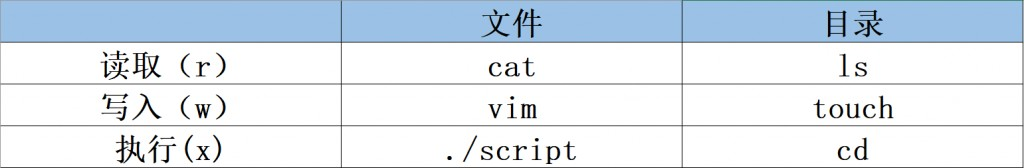 文件 目录
读取（r） cat ls
写入（w） vim touch
执行(x) ./script cd